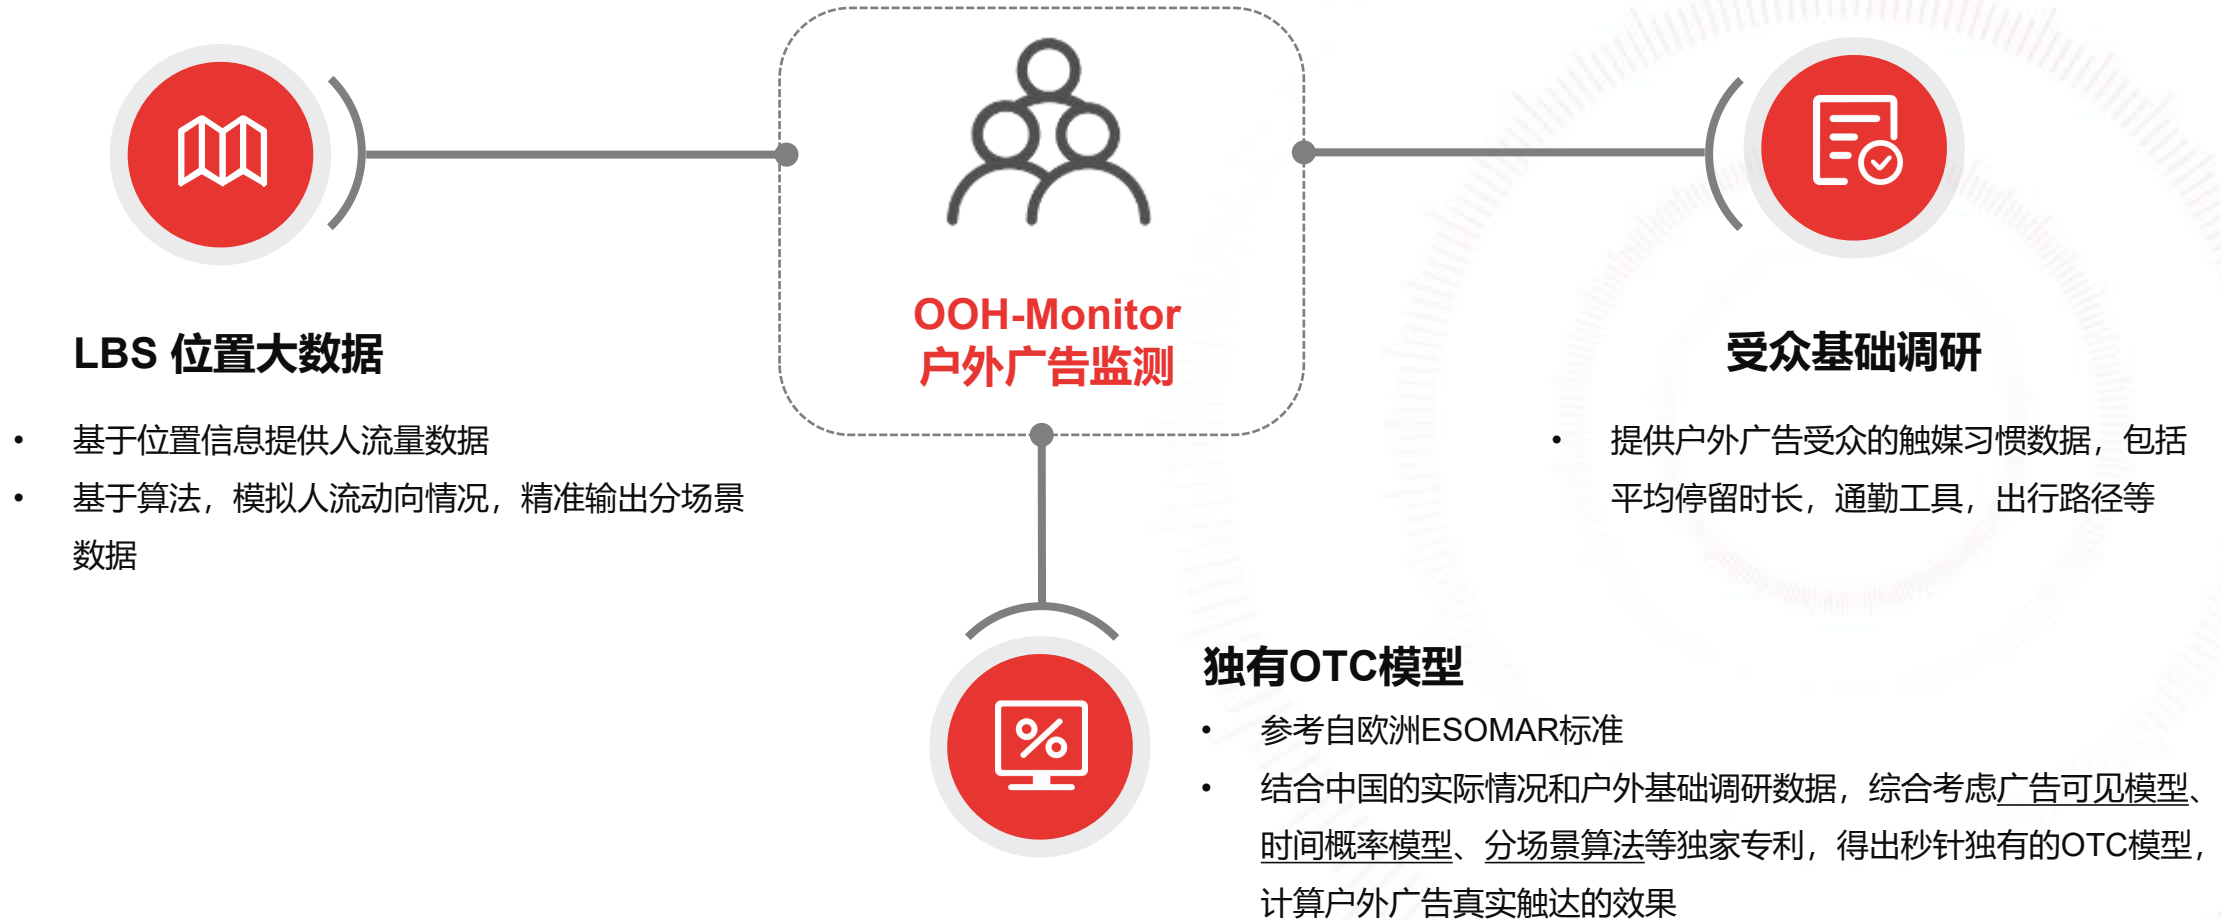 OOH-Monitor
户外广告监测
LBS 位置大数据
• 基于位置信息提供人流量数据
• 基于算法，模拟人流动向情况，精准输出分场景
数据
受众基础调研
• 提供户外广告受众的触媒习惯数据，包括
平均停留时长，通勤工具，出行路径等
独有OTC模型
• 参考自欧洲ESOMAR标准
• 结合中国的实际情况和户外基础调研数据，综合考虑广告可见模型、
时间概率模型、分场景算法等独家专利，得出秒针独有的OTC模型，
计算户外广告真实触达的效果